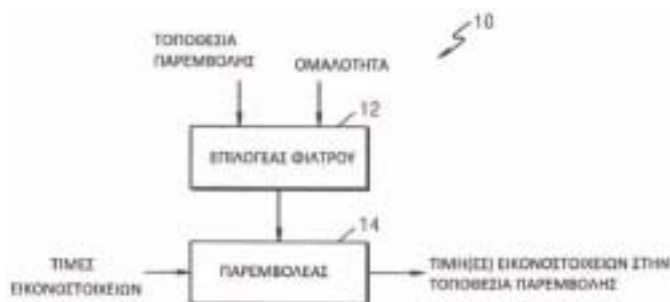 10
ΤΟΠΟΘΕΣΙΑ
ΠΑΡΕΜΒΟΛΗΣ
ΟΜΑΛΟΤΗΤΑ
12
ΕΠΙΛΟΓΕΑΣ ΦΙΛΤΡΟΥ
14
ΤΙΜΕΣ
ΕΙΚΟΝΟΣΤΟΙΧΕΙΩΝ
ΠΑΡΕΜΒΟΛΕΑΣ
ΤΙΜΗ(ΕΣ) ΕΙΚΟΝΟΣΤΟΙΧΕΙΩΝ ΣΤΗΝ
ΤΟΠΟΘΕΣΙΑ ΠΑΡΕΜΒΟΛΗΣ